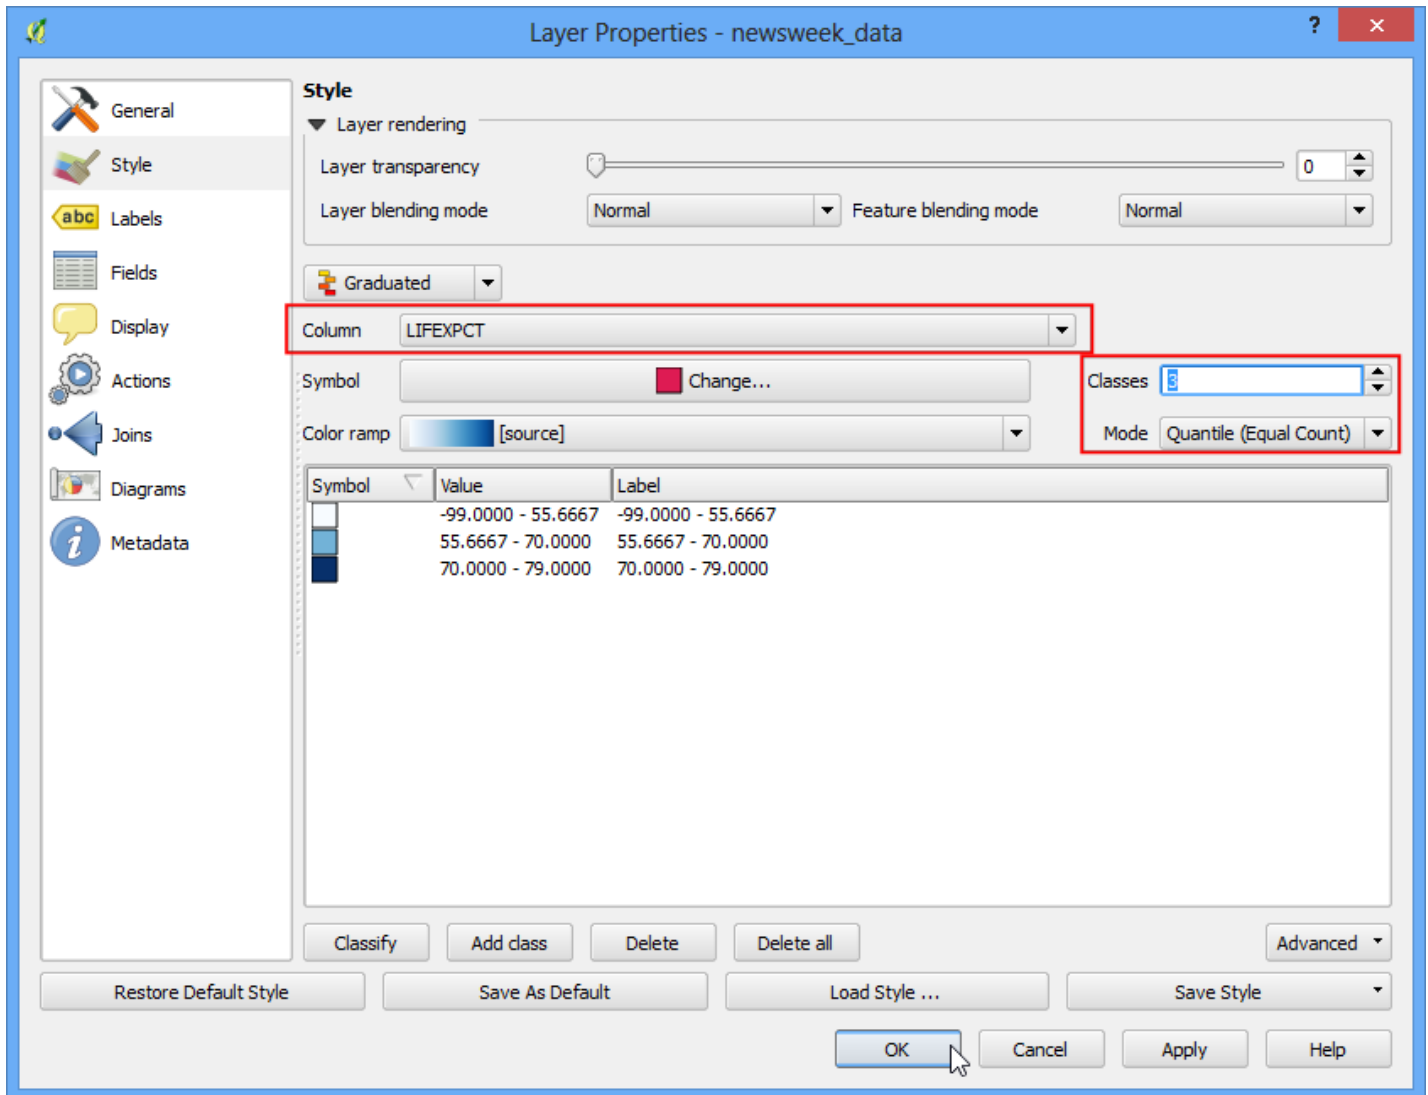 Layer Properties - newsweek_data
?
General
Style
abc Labels
Fields
Display
Actions
Joins
Diagrams
i Metadata
Style
Layer rendering
Layer transparency 0
Layer blending mode Normal Feature blending mode Normal
Graduated
Column LIFEXPCT
Symbol Change... Classes 3
Color ramp [source] Mode Quantile (Equal Count)
Symbol Value Label
-99.0000 - 55.6667 -99.0000 - 55.6667
55.6667 - 70.0000 55.6667 - 70.0000
70.0000 - 79.0000 70.0000 - 79.0000
Classify Add class Delete Delete all Advanced
Restore Default Style Save As Default Load Style ... Save Style
OK Cancel Apply Help